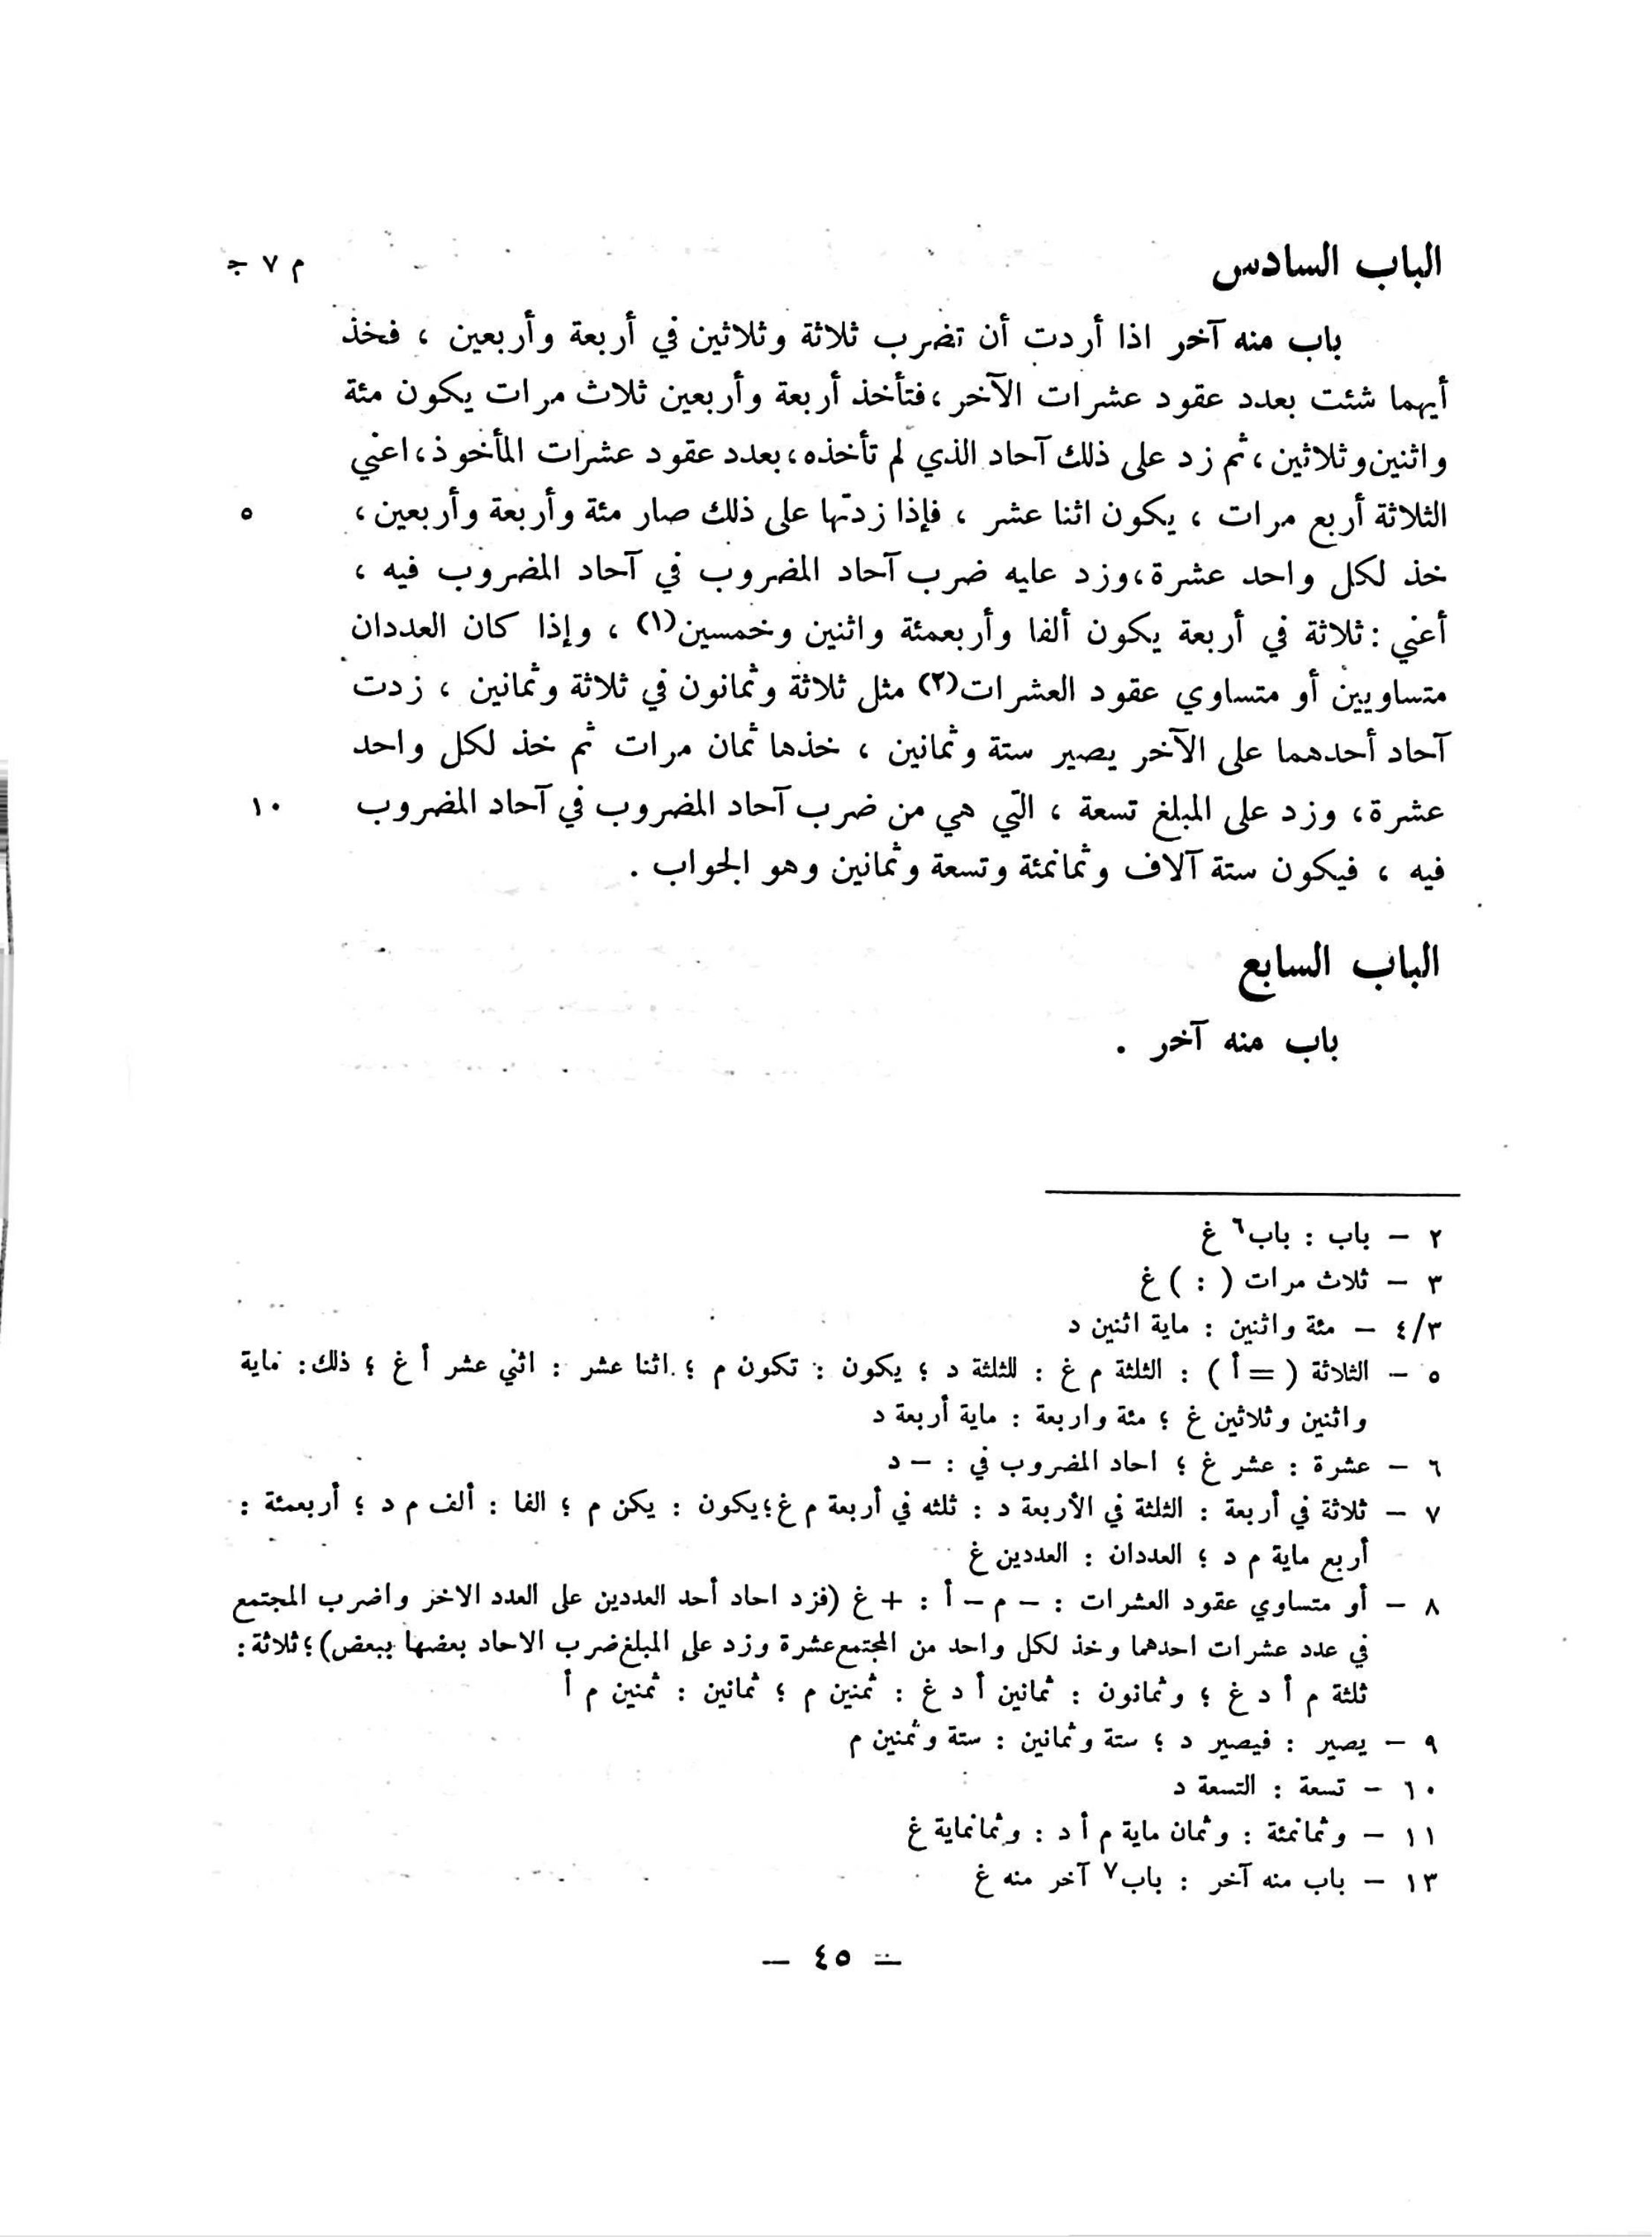 الباب السادس م ٧ ج
باب منه آخر اذا أردت أن تضرب ثلاثة وثلاثين في أربعة وأربعين ، فخذ
أيهما شئت بعدد عقود عشرات الآخر ،فتأخذ أربعة وأربعين ثلاث مرات يكون مئة
واثنين وثلاثين ،ثم زد على ذلك آحاد الذي لم تأخذه ،بعدد عقود عشرات المأخوذ ،اعني
الثلاثة أربع مرات ، يكون اثنا عشر ، فإذا زدتها على ذلك صار مئة وأربعة وأربعين ، ٥
خذ لكل واحد عشرة ،وزد عايه ضرب آحاد المضروب في آحاد المضروب فيه ،
أعني : ثلاثة في أربعة يكون ألفا وأربعمئة واثنين وخمسين(١) ، وإذا كان العددان
متساويين أو متساوي عقود العشرات(٢) مثل ثلاثة وثمانون في ثلاثة وثمانين ، زدت
آحاد أحدهما على الآخر يصير ستة وثمانين ، خذها ثمان مرات ثم خذ لكل واحد
عشرة ، وزد على المبلغ تسعة ، التي هي من ضرب آحاد المضروب في آحاد المضروب ١٠
فيه ، فيكون ستة آلاف وثمانمئة وتسعة وثمانين وهو الجواب .
الباب السابع
باب منه آخر .
٢ – باب : باب٦ غ
٣ – ثلاث مرات ( : ) غ
٤/٣ – مئة واثنين : ماية اثنين د
٥ – الثلاثة ( = أ ) : الثلثة م غ : للثلثة د ؛ يكون : تكون م ؛ اثنا عشر : اثني عشر أ غ ؛ ذلك : ماية
واثنين وثلاثين غ ؛ مئة واربعة : ماية أربعة د
٦ – عشرة : عشر غ ؛ احاد المضروب في : – د
٧ – ثلاثة في أربعة : الثلثة في الأربعة د : ثلثه في أربعة م غ ؛ يكون : يكن م ؛ الفا : ألف م د ؛ أربعمئة :
أربع ماية م د ؛ العددان : العددين غ
٨ – أو متساوي عقود العشرات : – م – أ : + غ (فزد احاد أحد العددين على العدد الاخر واضرب المجتمع
في عدد عشرات احدهما وخذ لكل واحد من المجتمع عشرة وزد على المبلغ ضرب الاحاد بعضها ببعض) ؛ ثلاثة :
ثلثة م أ د غ ؛ وثمانون : ثمانين أ د غ : ثمنين م ؛ ثمانين : ثمنين م أ
٩ – يصير : فيصير د ؛ ستة وثمانين : ستة وثمنين م
١٠ – تسعة : التسعة د
١١ – وثمانمئة : وثمان ماية م أ د : وثمانماية غ
١٣ – باب منه آخر : باب٧ آخر منه غ
– ٤٥ –